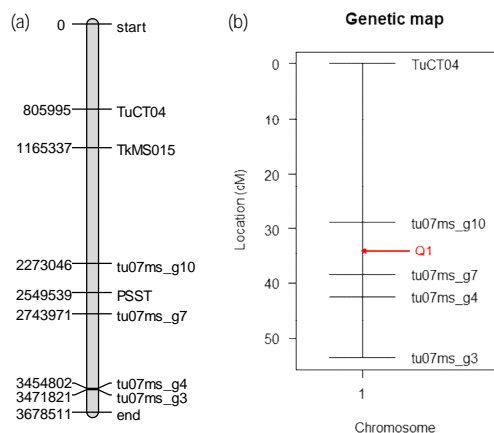 (a)
0 start
805995 TuCT04
1165337 TkMS015
2273046 tu07ms_g10
2549539 PSST
2743971 tu07ms_g7
3454802 tu07ms_g4
3471821 tu07ms_g3
3678511 end
(b)
Genetic map
Location (cM)
0 TuCT04
10
20
30 tu07ms_g10
Q1
40 tu07ms_g7
tu07ms_g4
50 tu07ms_g3
1
Chromosome